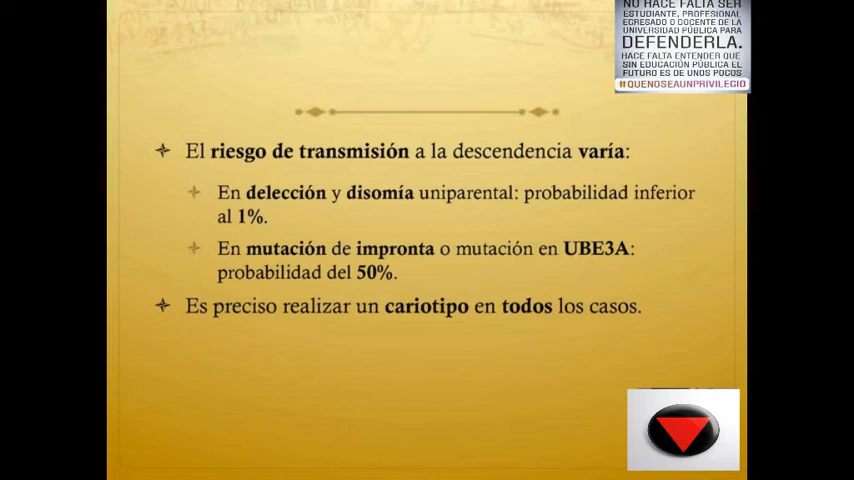 NO HACE FALTA SER
ESTUDIANTE, PROFESIONAL
EGRESADO O DOCENTE DE LA
UNIVERSIDAD PÚBLICA PARA
DEFENDERLA.
HACE FALTA ENTENDER QUE
SIN EDUCACIÓN PÚBLICA EL
FUTURO ES DE UNOS POCOS
#QUENOSEAUNPRIVILEGIO
El riesgo de transmisión a la descendencia varía:
En delección y disomía uniparental: probabilidad inferior
al 1%.
En mutación de impronta o mutación en UBE3A:
probabilidad del 50%.
Es preciso realizar un cariotipo en todos los casos.